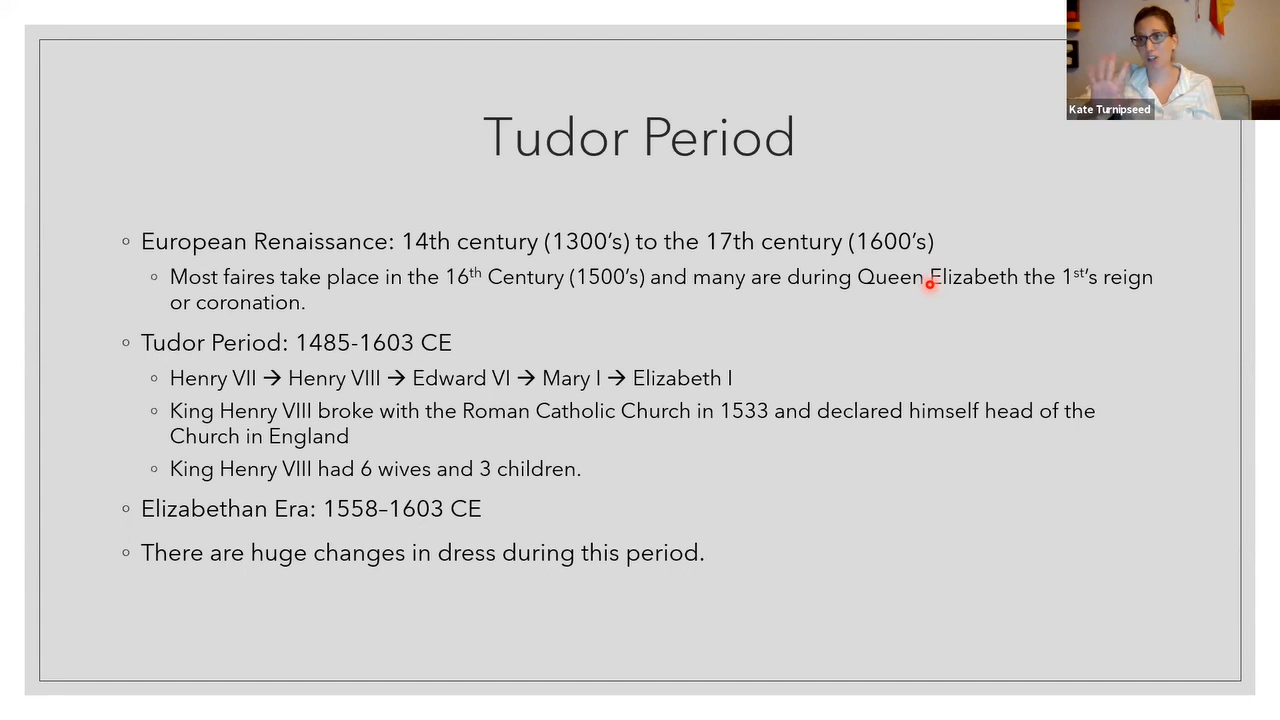 Kate Turnipseed
Tudor Period
◦ European Renaissance: 14th century (1300's) to the 17th century (1600's)
◦ Most faires take place in the 16th Century (1500's) and many are during Queen Elizabeth the 1st's reign
or coronation.
◦ Tudor Period: 1485-1603 CE
◦ Henry VII → Henry VIII → Edward VI → Mary I → Elizabeth I
◦ King Henry VIII broke with the Roman Catholic Church in 1533 and declared himself head of the
Church in England
◦ King Henry VIII had 6 wives and 3 children.
◦ Elizabethan Era: 1558–1603 CE
◦ There are huge changes in dress during this period.